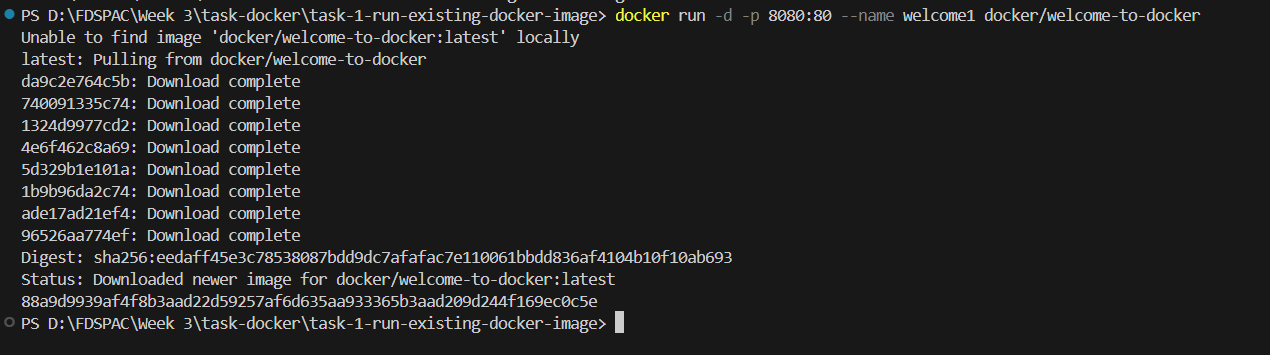 PS D:\FDSPAC\Week 3\task-docker\task-1-run-existing-docker-image> docker run -d -p 8080:80 --name welcome1 docker/welcome-to-docker
Unable to find image 'docker/welcome-to-docker:latest' locally
latest: Pulling from docker/welcome-to-docker
da9c2e764c5b: Download complete
740091335c74: Download complete
1324d9977cd2: Download complete
4e6f462c8a69: Download complete
5d329b1e101a: Download complete
1b9b96da2c74: Download complete
ade17ad21ef4: Download complete
96526aa774ef: Download complete
Digest: sha256:eedaff45e3c78538087bdd9dc7afafac7e110061bbdd836af4104b10f10ab693
Status: Downloaded newer image for docker/welcome-to-docker:latest
88a9d9939af4f8b3aad22d59257af6d635aa933365b3aad209d244f169ec0c5e
PS D:\FDSPAC\Week 3\task-docker\task-1-run-existing-docker-image>